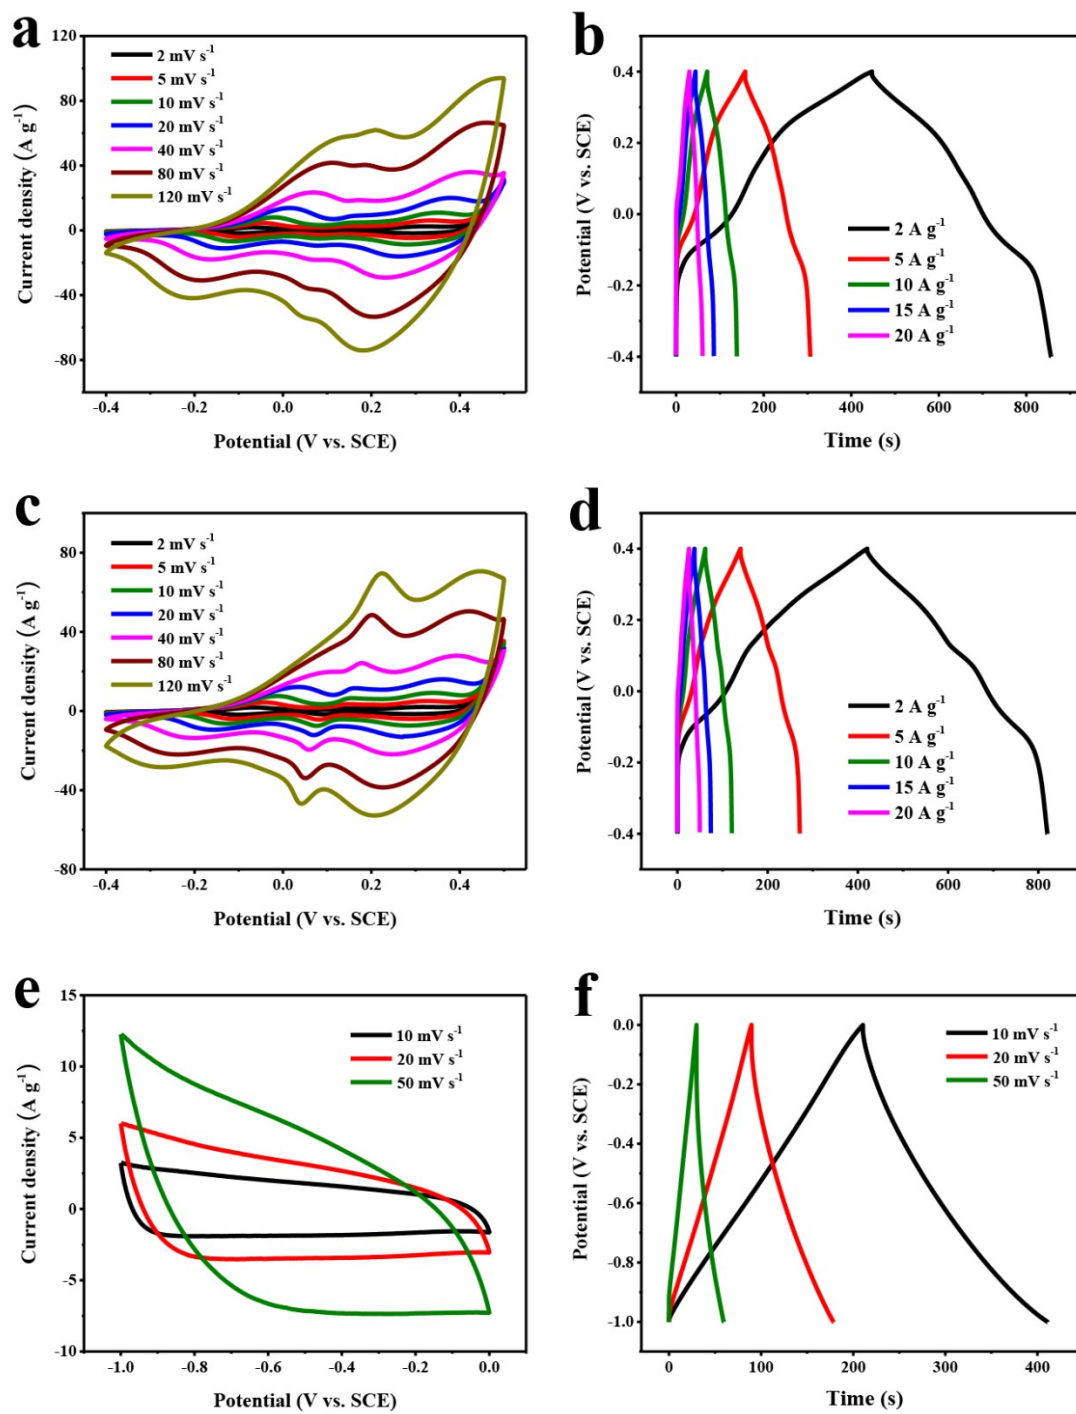 a
120
80
40
0
-40
-80
-0.4
-0.2
0.0
0.2
0.4
Current density (A g-1)
Potential (V vs. SCE)
2 mV s-1
5 mV s-1
10 mV s-1
20 mV s-1
40 mV s-1
80 mV s-1
120 mV s-1
b
0.4
0.2
0.0
-0.2
-0.4
0
200
400
600
800
Potential (V vs. SCE)
Time (s)
2 A g-1
5 A g-1
10 A g-1
15 A g-1
20 A g-1
c
80
40
0
-40
-80
-0.4
-0.2
0.0
0.2
0.4
Current density (A g-1)
Potential (V vs. SCE)
2 mV s-1
5 mV s-1
10 mV s-1
20 mV s-1
40 mV s-1
80 mV s-1
120 mV s-1
d
0.4
0.2
0.0
-0.2
-0.4
0
200
400
600
800
Potential (V vs. SCE)
Time (s)
2 A g-1
5 A g-1
10 A g-1
15 A g-1
20 A g-1
e
15
10
5
0
-5
-10
-1.0
-0.8
-0.6
-0.4
-0.2
0.0
Current density (A g-1)
Potential (V vs. SCE)
10 mV s-1
20 mV s-1
50 mV s-1
f
0.0
-0.2
-0.4
-0.6
-0.8
-1.0
0
100
200
300
400
Potential (V vs. SCE)
Time (s)
10 mV s-1
20 mV s-1
50 mV s-1